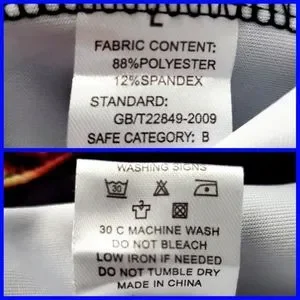 L
FABRIC CONTENT:
88%POLYESTER
12%SPANDEX
STANDARD:
GB/T22849-2009
SAFE CATEGORY: B
WASHING SIGNS
30
30 C MACHINE WASH
DO NOT BLEACH
LOW IRON IF NEEDED
DO NOT TUMBLE DRY
MADE IN CHINA